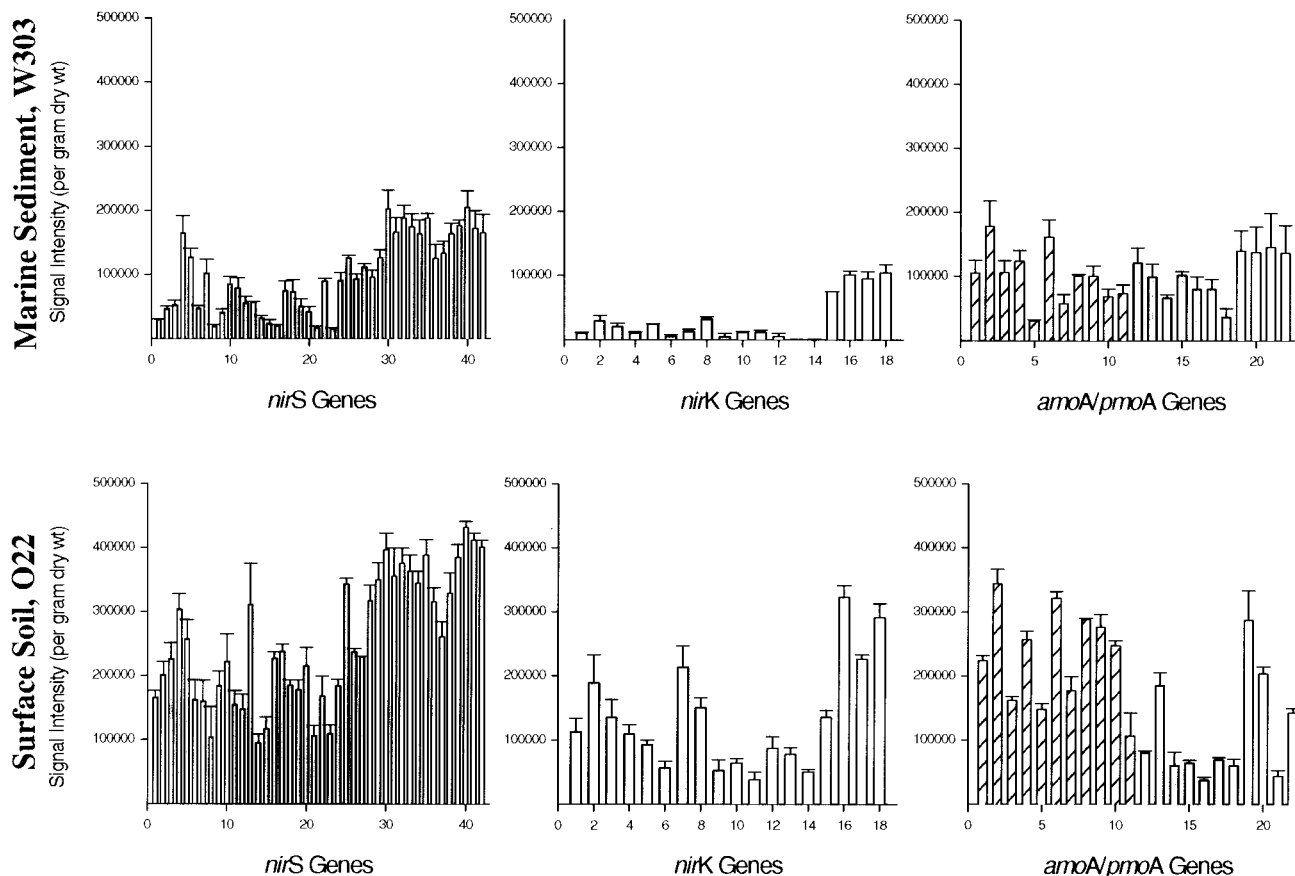 Marine Sediment, W303
Signal Intensity (per gram dry wt)
500000
400000
300000
200000
100000
0 10 20 30 40
nirS Genes
500000
400000
300000
200000
100000
0 2 4 6 8 10 12 14 16 18
nirK Genes
500000
400000
300000
200000
100000
0 5 10 15 20
amoA/pmoA Genes
Surface Soil, O22
Signal Intensity (per gram dry wt)
500000
400000
300000
200000
100000
0 10 20 30 40
nirS Genes
500000
400000
300000
200000
100000
0 2 4 6 8 10 12 14 16 18
nirK Genes
500000
400000
300000
200000
100000
0 5 10 15 20
amoA/pmoA Genes